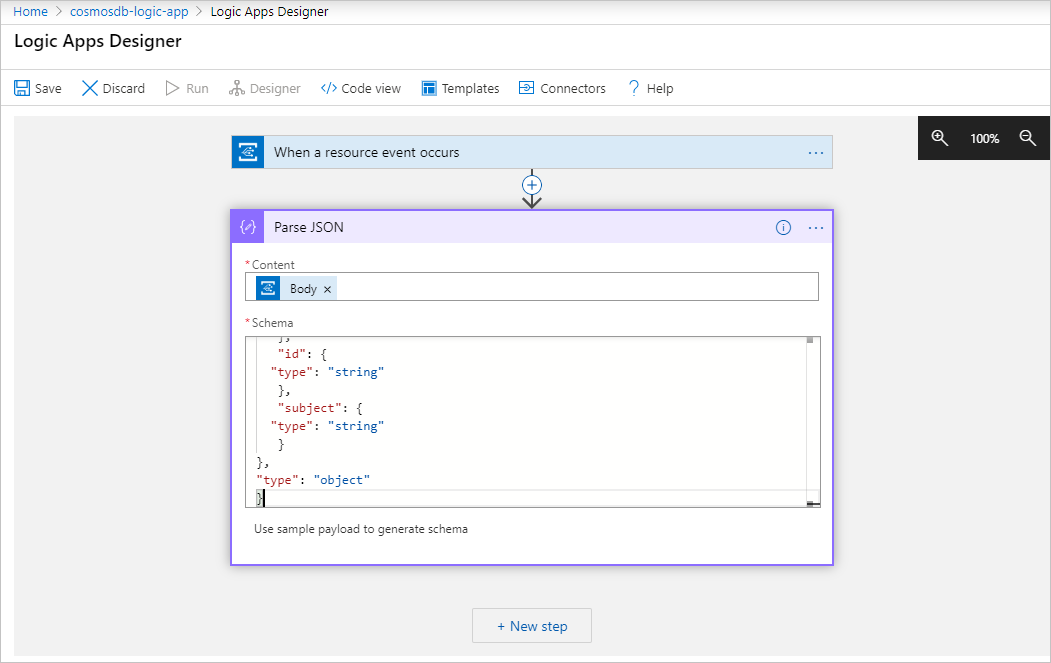 Home > cosmosdb-logic-app > Logic Apps Designer
Logic Apps Designer
Save Discard Run Designer </> Code view Templates Connectors ? Help
When a resource event occurs ...
100%
{/} Parse JSON i ...
* Content
Body ×
* Schema
},
"id": {
"type": "string"
},
"subject": {
"type": "string"
}
},
"type": "object"
}
Use sample payload to generate schema
+ New step